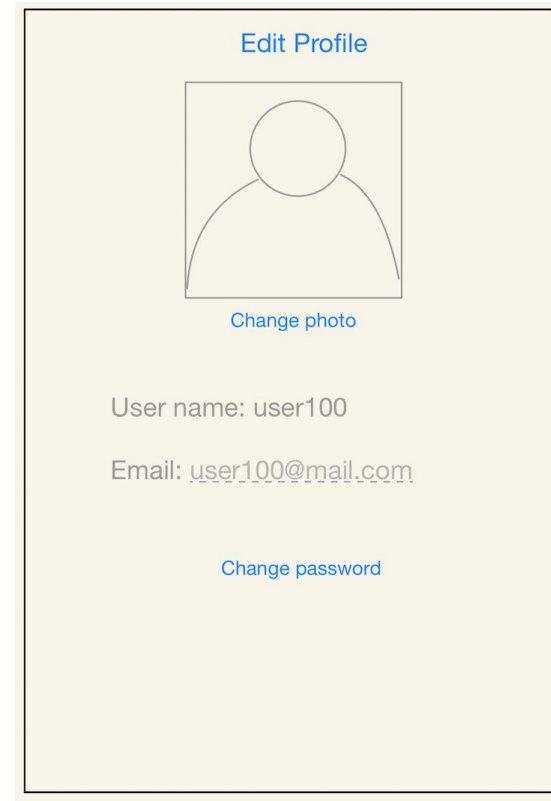 Edit Profile
Change photo
User name: user100
Email: user100@mail.com
Change password